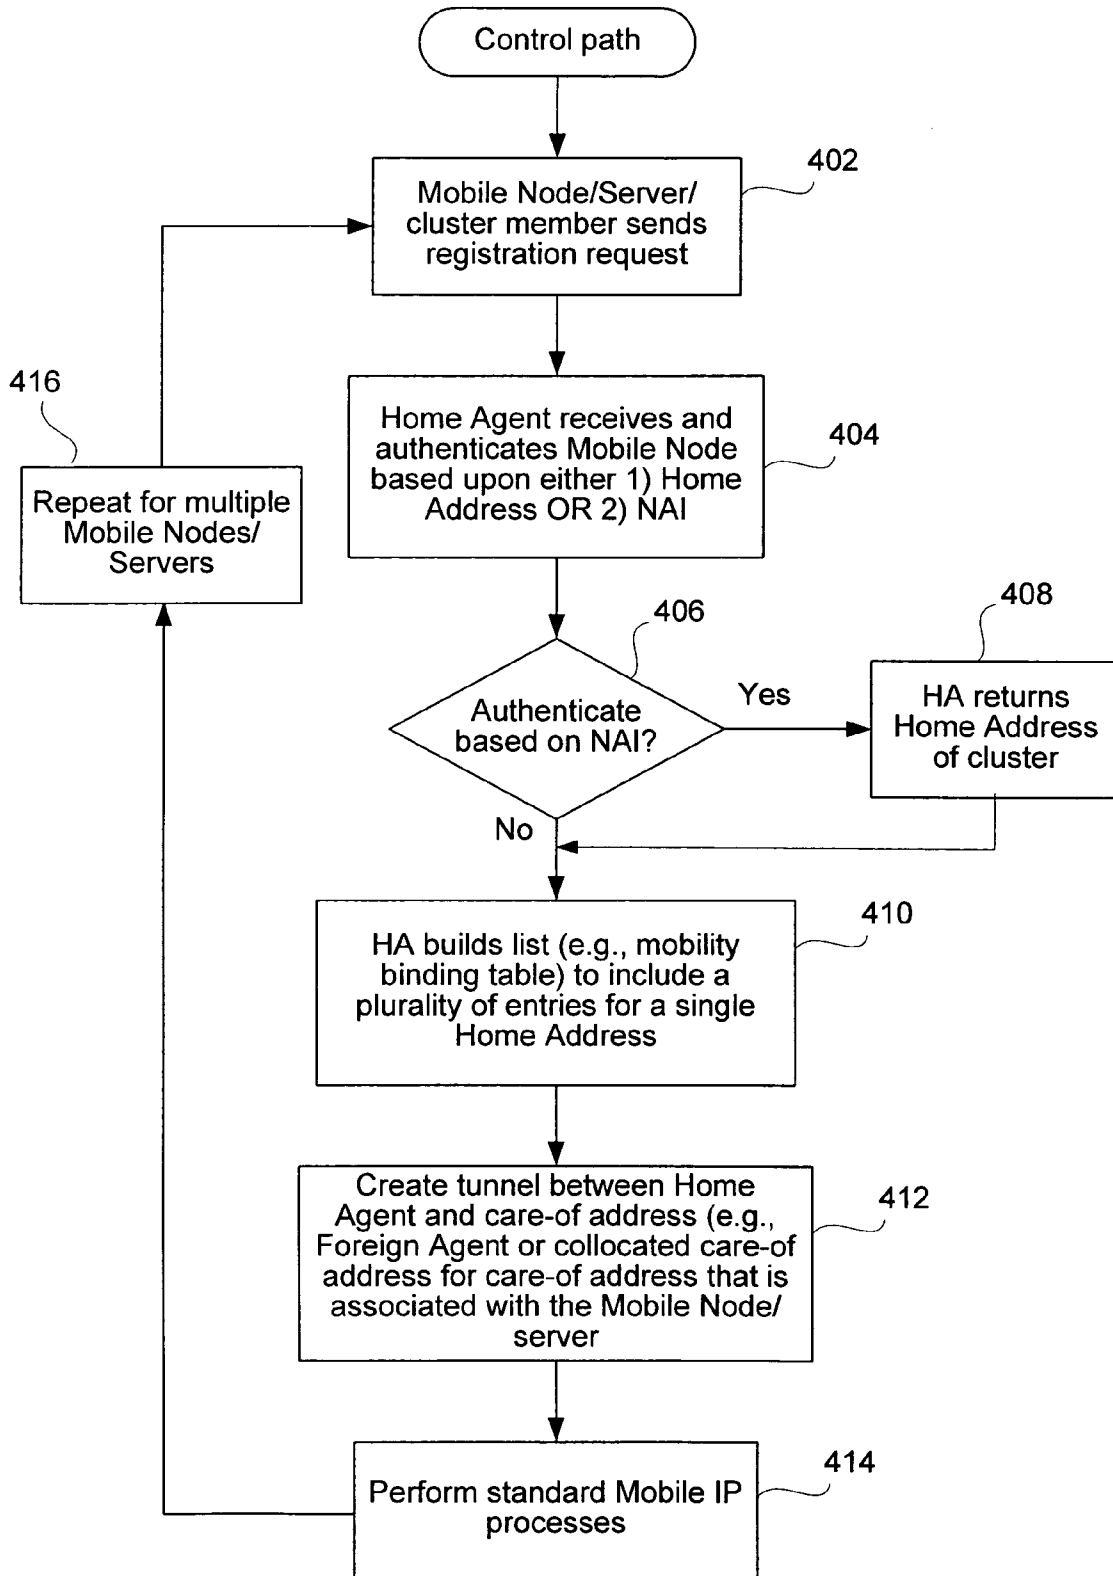 Control path
402
Mobile Node/Server/
cluster member sends
registration request
416
Home Agent receives and
authenticates Mobile Node
based upon either 1) Home
Address OR 2) NAI
404
Repeat for multiple
Mobile Nodes/
Servers
406
408
Authenticate
based on NAI?
Yes
HA returns
Home Address
of cluster
No
410
HA builds list (e.g., mobility
binding table) to include a
plurality of entries for a single
Home Address
Create tunnel between Home
Agent and care-of address (e.g.,
Foreign Agent or collocated care-of
address for care-of address that is
associated with the Mobile Node/
server
412
414
Perform standard Mobile IP
processes